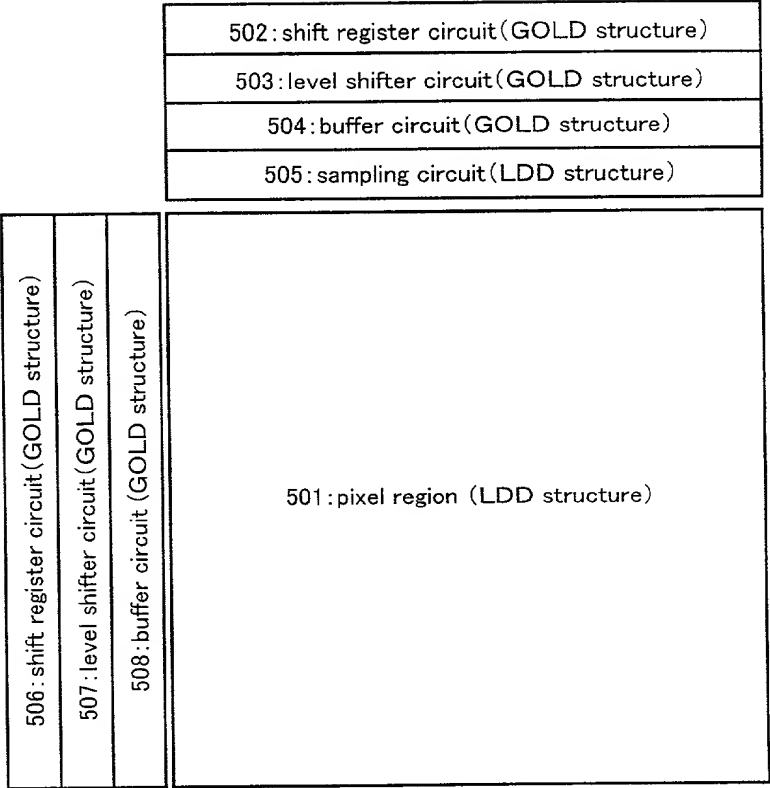 502:shift register circuit(GOLD structure)
503:level shifter circuit(GOLD structure)
504:buffer circuit(GOLD structure)
505:sampling circuit(LDD structure)
506:shift register circuit(GOLD structure)
507:level shifter circuit(GOLD structure)
508:buffer circuit (GOLD structure)
501:pixel region (LDD structure)